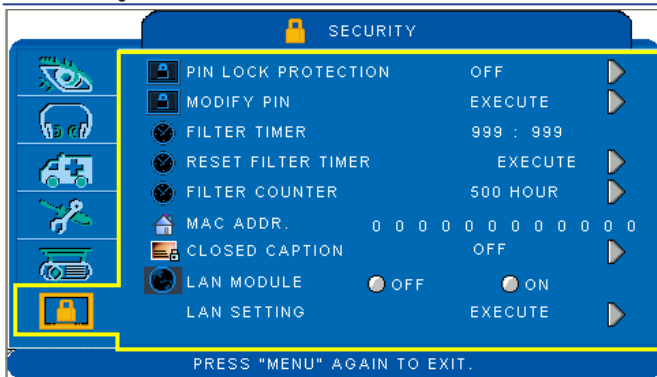 SECURITY
PIN LOCK PROTECTION OFF
MODIFY PIN EXECUTE
FILTER TIMER 999 : 999
RESET FILTER TIMER EXECUTE
FILTER COUNTER 500 HOUR
MAC ADDR. 0 0 0 0 0 0 0 0 0 0 0 0
CLOSED CAPTION OFF
LAN MODULE OFF ON
LAN SETTING EXECUTE
PRESS "MENU" AGAIN TO EXIT.